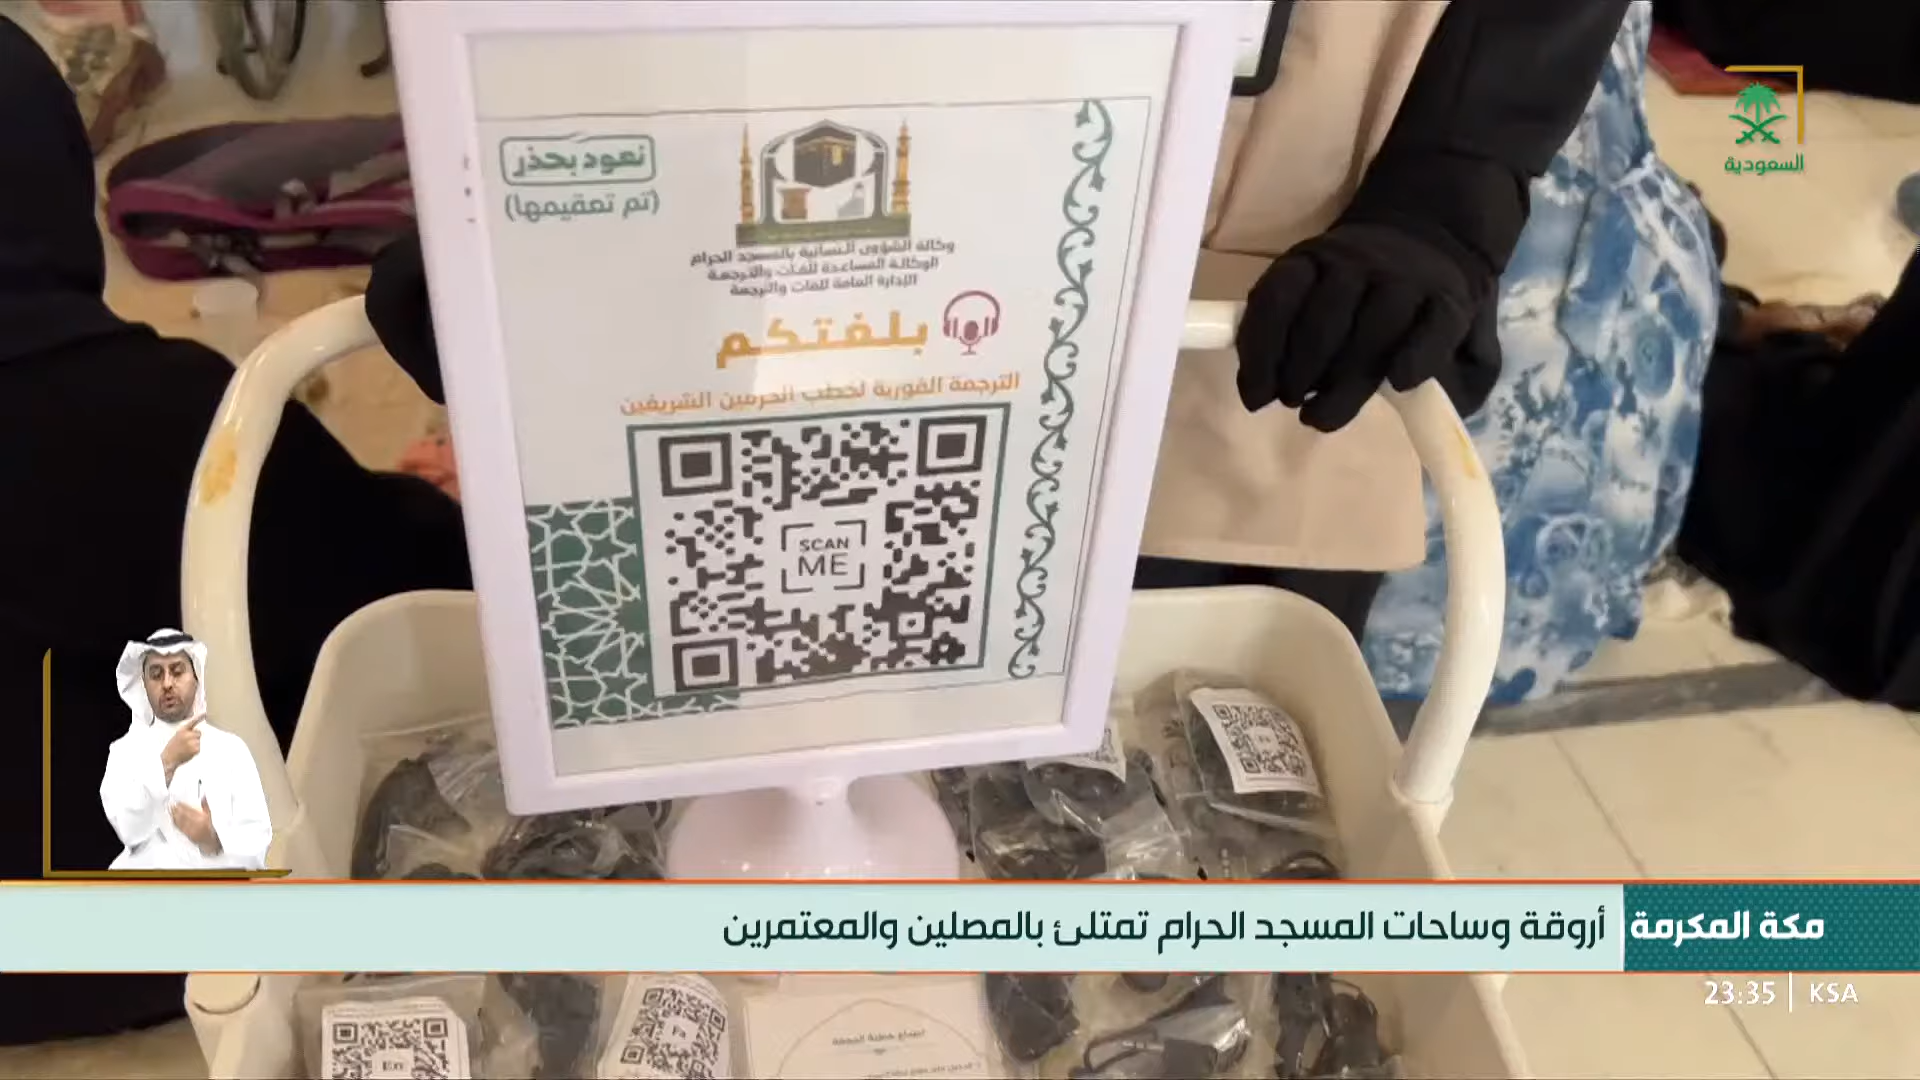 السعودية
نعود بحذر
(تم تعقيمها)
وكالة الشؤون النسائية بالمسجد الحرام
الوكالة المساعدة للغات والترجمة
الإدارة العامة للغات والترجمة
بلغتكم
الترجمة الفورية لخطب الحرمين الشريفين
SCAN
ME
مكة المكرمة
أروقة وساحات المسجد الحرام تمتلئ بالمصلين والمعتمرين
23:35 | KSA
En